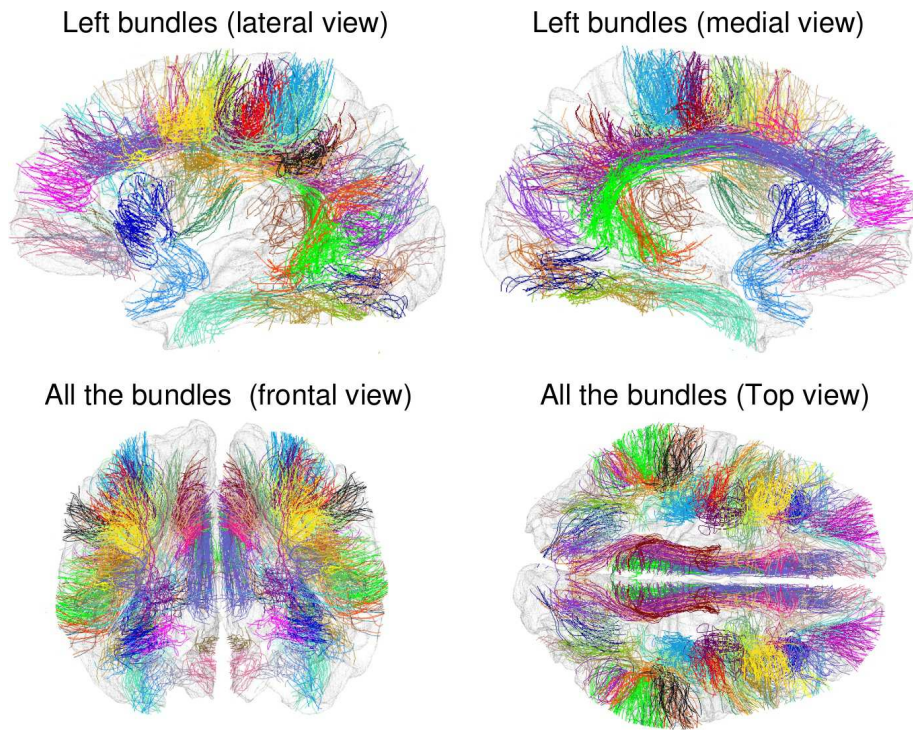 Left bundles (lateral view)
Left bundles (medial view)
All the bundles  (frontal view)
All the bundles (Top view)